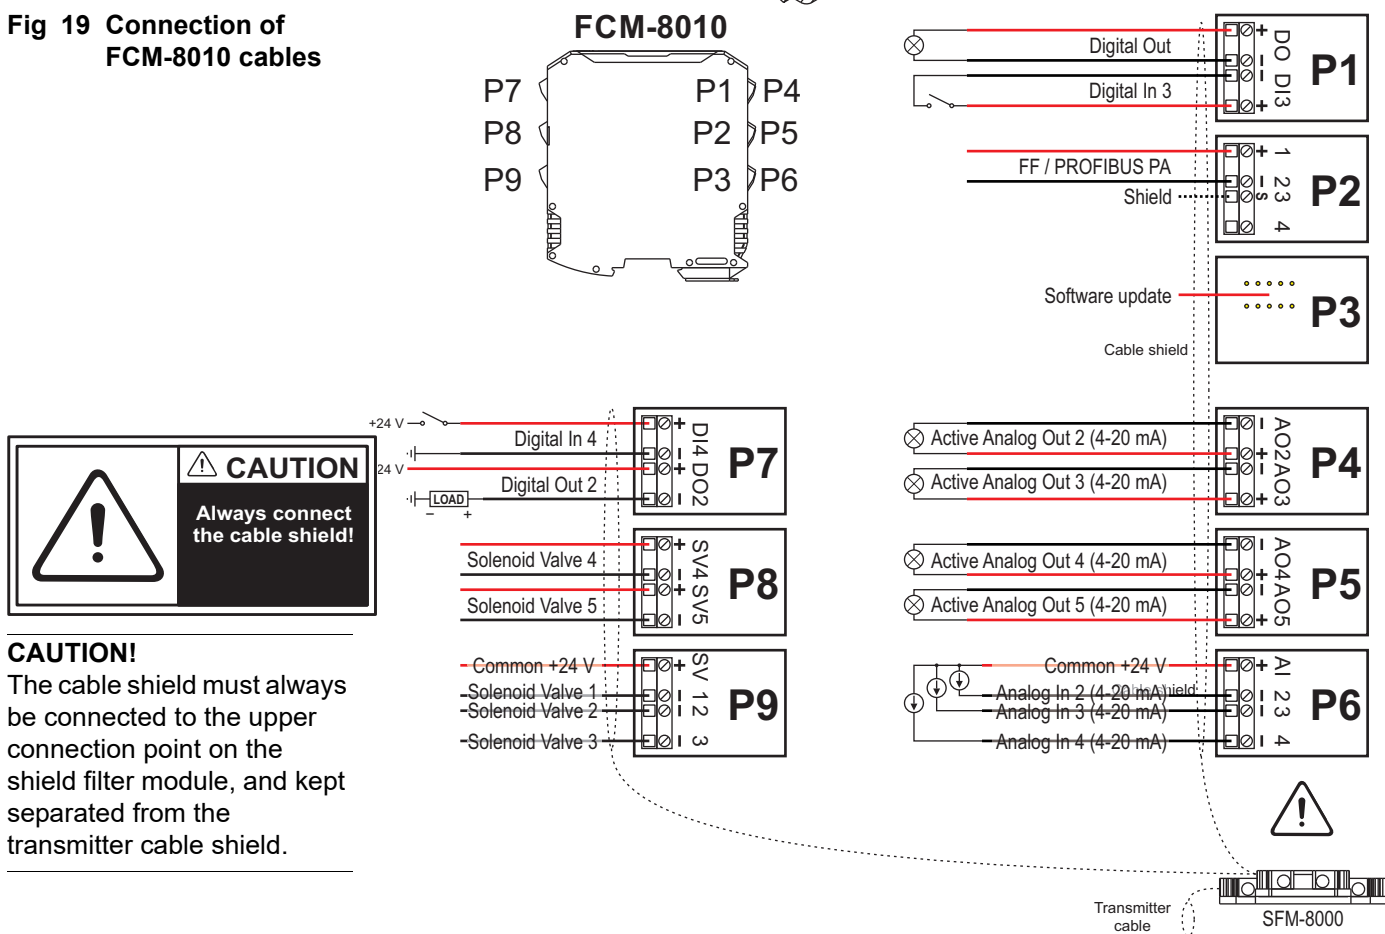 Fig 19 Connection of
FCM-8010 cables
FCM-8010
P7
P8
P9
P1 P4
P2 P5
P3 P6
Digital Out
Digital In 3
+ DO I
I DI3 +
P1
FF / PROFIBUS PA
Shield
+ 1
I 2
S 3
4
P2
Software update
P3
Cable shield
+24 V
Digital In 4
24 V
Digital Out 2
LOAD
− +
+ DI4 I
+ DO2 I
P7
Solenoid Valve 4
Solenoid Valve 5
+ SV4 I
+ SV5 I
P8
Common +24 V
Solenoid Valve 1
Solenoid Valve 2
Solenoid Valve 3
+ SV
I 1
I 2
I 3
P9
Active Analog Out 2 (4-20 mA)
Active Analog Out 3 (4-20 mA)
I AO2 +
I AO3 +
P4
Active Analog Out 4 (4-20 mA)
Active Analog Out 5 (4-20 mA)
I AO4 +
I AO5 +
P5
Common +24 V
Analog In 2 (4-20 mA)
Cable shield
Analog In 3 (4-20 mA)
Analog In 4 (4-20 mA)
+ AI
I 2
I 3
I 4
P6
CAUTION
Always connect
the cable shield!
CAUTION!
The cable shield must always
be connected to the upper
connection point on the
shield filter module, and kept
separated from the
transmitter cable shield.
Transmitter
cable
SFM-8000